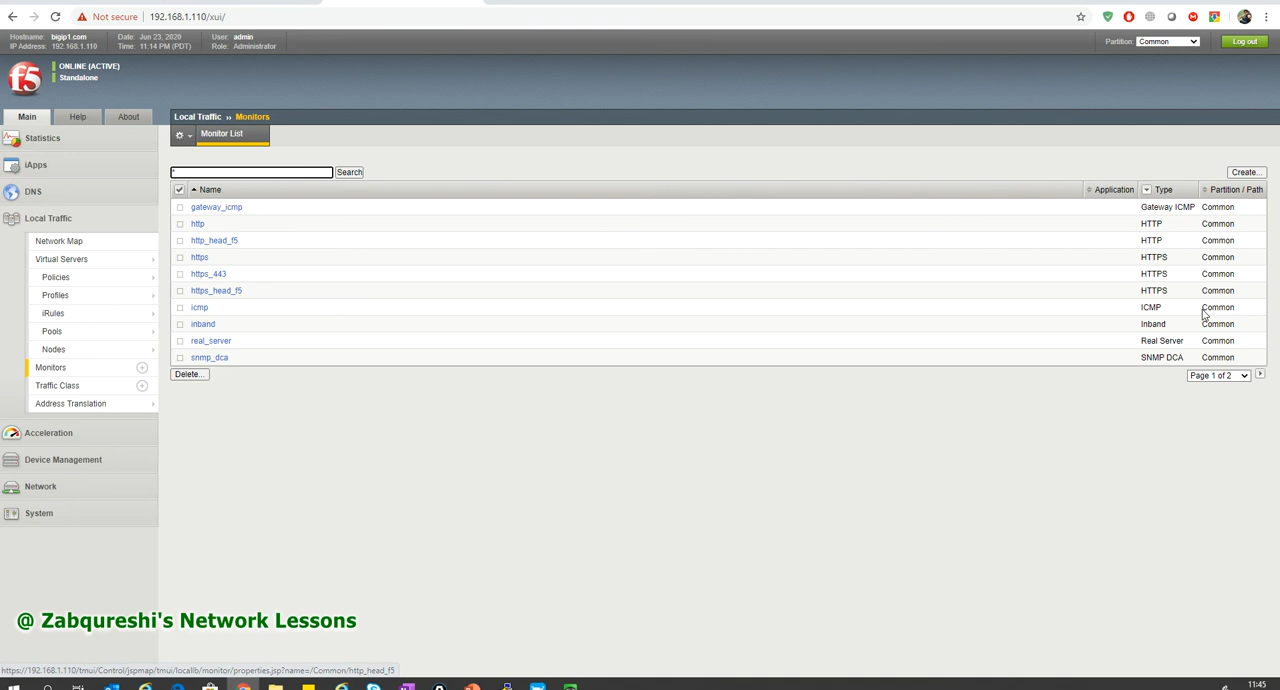 Not secure | 192.168.1.110/xui/
Hostname: bigip1.com Date: Jun 23, 2020 User: admin
IP Address: 192.168.1.110 Time: 11:14 PM (PDT) Role: Administrator
Partition: Common Log out
f5
ONLINE (ACTIVE)
Standalone
Main Help About
Local Traffic » Monitors
Monitor List
Statistics
iApps
DNS
Local Traffic
Network Map
Virtual Servers
Policies
Profiles
iRules
Pools
Nodes
Monitors
Traffic Class
Address Translation
Acceleration
Device Management
Network
System
* Search Create...
Name Application Type Partition / Path
gateway_icmp Gateway ICMP Common
http HTTP Common
http_head_f5 HTTP Common
https HTTPS Common
https_443 HTTPS Common
https_head_f5 HTTPS Common
icmp ICMP Common
inband Inband Common
real_server Real Server Common
snmp_dca SNMP DCA Common
Delete... Page 1 of 2
@ Zabqureshi's Network Lessons
https://192.168.1.110/tmui/Control/jspmap/tmui/locallb/monitor/properties.jsp?name=/Common/http_head_f5
11:45